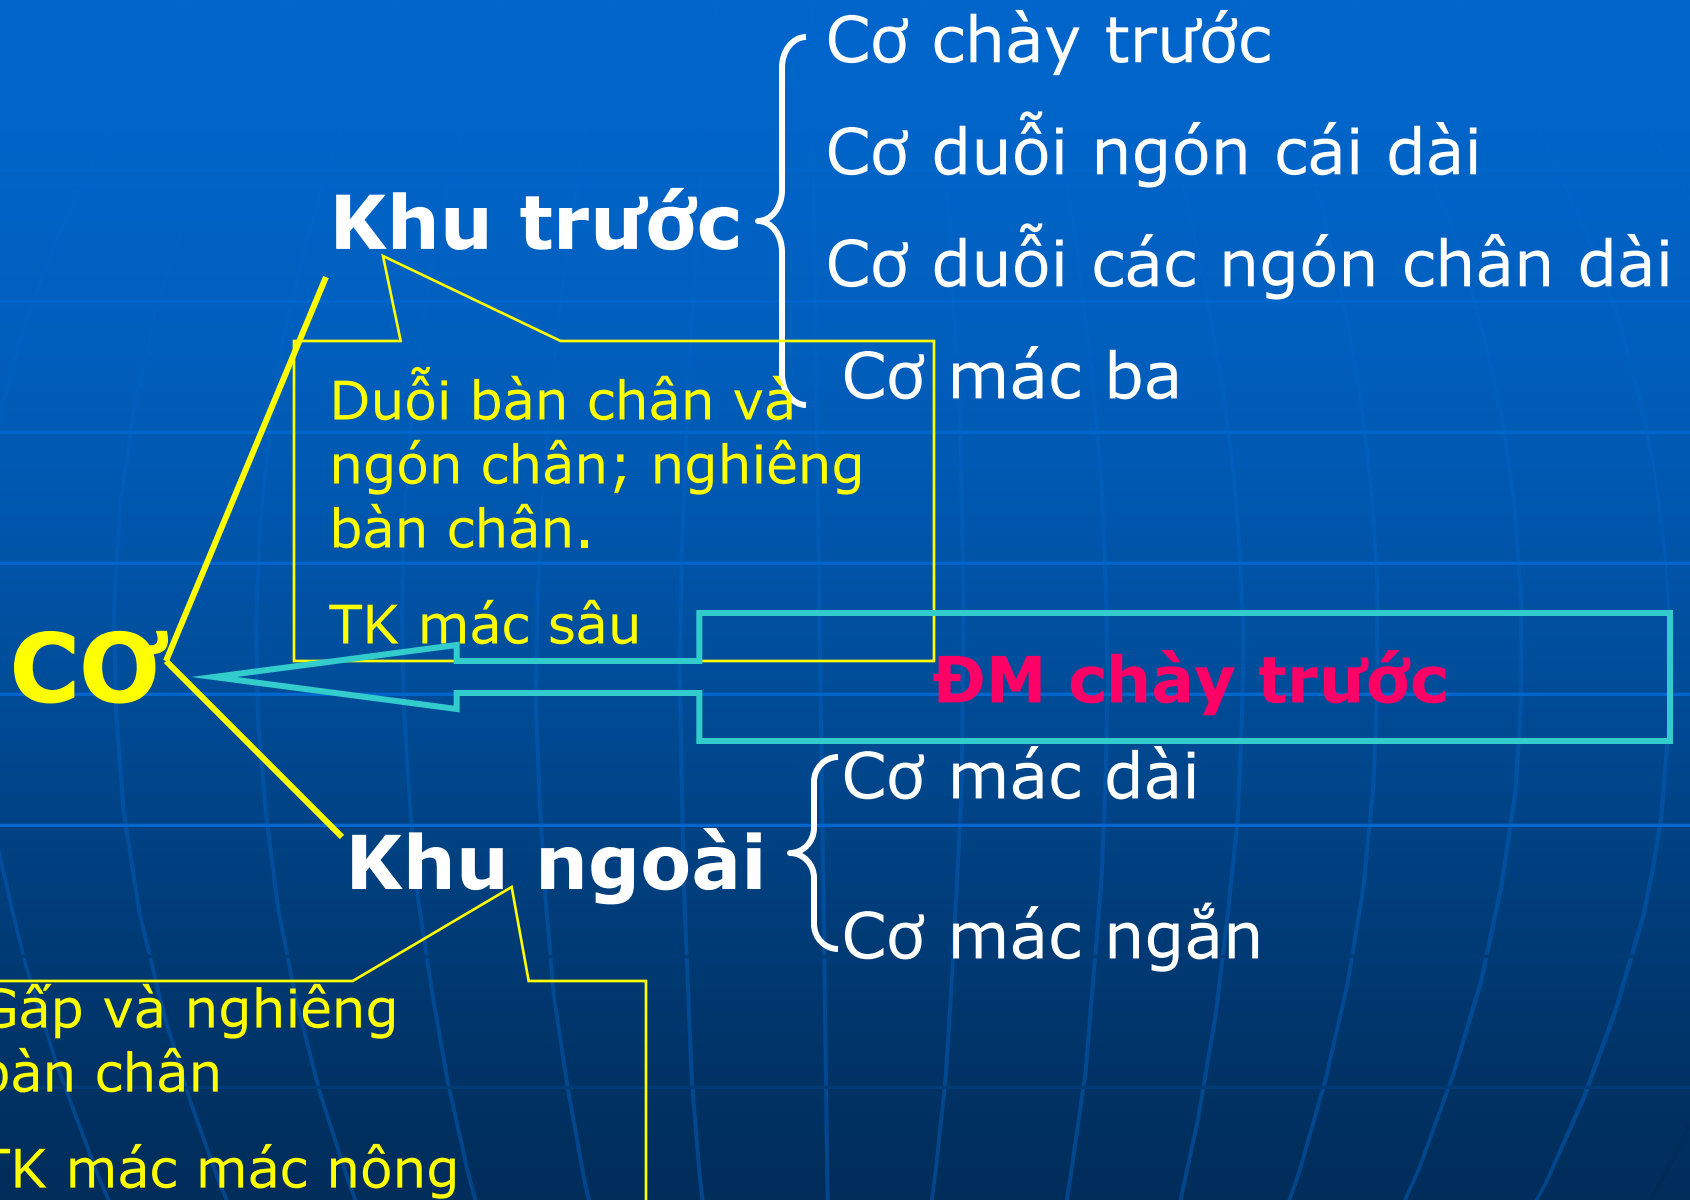 Cơ chày trước
Cơ duỗi ngón cái dài
Khu trước
Cơ duỗi các ngón chân dài
Cơ mác ba
Duỗi bàn chân và
ngón chân; nghiêng
bàn chân.
TK mác sâu
CƠ
ĐM chày trước
Cơ mác dài
Khu ngoài
Cơ mác ngắn
Gấp và nghiêng
bàn chân
TK mác mác nông